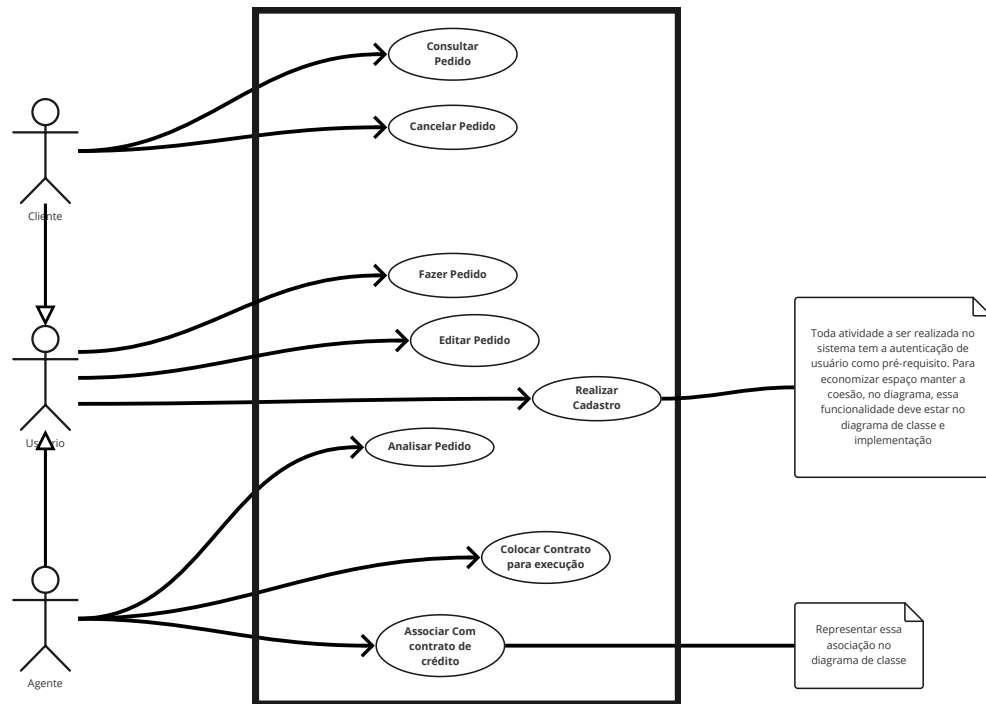 Consultar
Pedido
Cancelar Pedido
Cliente
Fazer Pedido
Editar Pedido
Realizar
Cadastro
Toda atividade a ser realizada no
sistema tem a autenticação de
usuário como pré-requisito. Para
economizar espaço manter a
coesão, no diagrama, essa
funcionalidade deve estar no
diagrama de classe e
implementação
Usuário
Analisar Pedido
Colocar Contrato
para execução
Associar Com
contrato de
crédito
Representar essa
asociação no
diagrama de classe
Agente